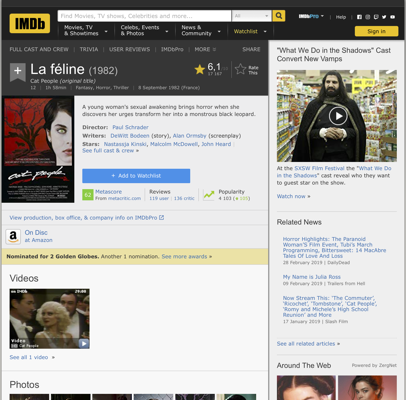 IMDb
Find Movies, TV shows, Celebrities and more...
All
Movies, TV & Showtimes
Celebs, Events & Photos
News & Community
Watchlist
IMDbPro
Help
Sign in
FULL CAST AND CREW | TRIVIA | USER REVIEWS | IMDbPro | MORE
SHARE
La féline (1982)
Cat People (original title)
12 | 1h 58min | Fantasy, Horror, Thriller | 8 September 1982 (France)
6,1
Rate This
A young woman's sexual awakening brings horror when she
discovers her urges transform her into a monstrous black leopard.
Director: Paul Schrader
Writers: DeWitt Bodeen (story), Alan Ormsby (screenplay)
Stars: Nastassja Kinski, Malcolm McDowell, John Heard |
See full cast & crew »
+ Add to Watchlist
62
Metascore
From metacritic.com
Reviews
119 user | 136 critic
Popularity
4 103
View production, box office, & company info on IMDbPro
On Disc
at Amazon
Nominated for 2 Golden Globes. Another 1 nomination. See more awards »
Videos
Video
Cat People
See all 1 video »
Photos
"What We Do in the Shadows" Cast
Convert New Vamps
At the SXSW Film Festival the "What We
Do in the Shadows" cast reveal who they
want to guest star on the show.
Watch now »
Related News
Horror Highlights: The Paranoid
Woman'S Film Event, Tubi's March
Programming, Bittersweet: 14 MacAbre
Tales Of Love And Loss
28 February 2019 | DailyDead
My Name is Julia Ross
09 February 2019 | Trailers from Hell
Now Stream This: 'The Commuter',
'Ricochet', 'Tombstone', 'Cat People',
'Romy and Michele's High School
Reunion' and More
17 January 2019 | Slash Film
See all related articles »
Around The Web
Powered by ZergNet